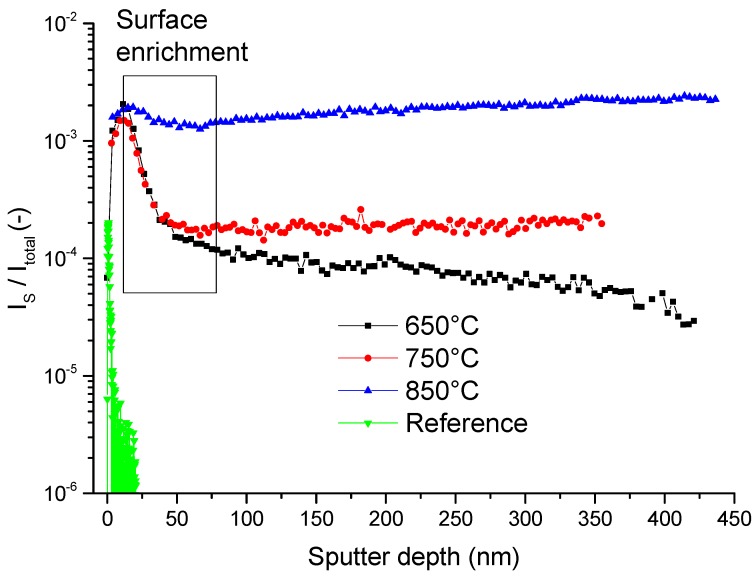 Surface
enrichment
10⁻²
10⁻³
10⁻⁴
10⁻⁵
10⁻⁶
I_S / I_total (-)
650°C
750°C
850°C
Reference
0 50 100 150 200 250 300 350 400 450
Sputter depth (nm)